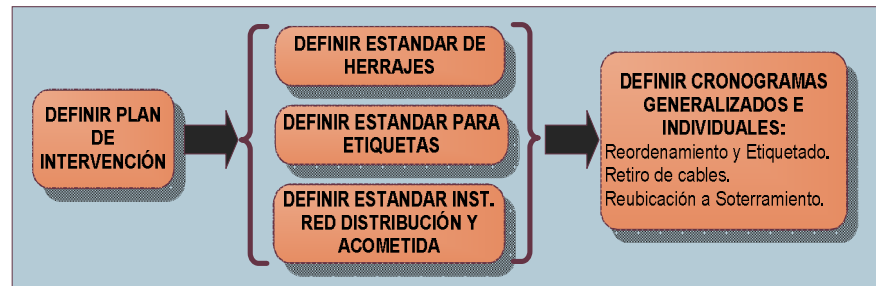 DEFINIR PLAN
DE
INTERVENCIÓN
DEFINIR ESTANDAR DE
HERRAJES
DEFINIR ESTANDAR PARA
ETIQUETAS
DEFINIR ESTANDAR INST.
RED DISTRIBUCIÓN Y
ACOMETIDA
DEFINIR CRONOGRAMAS
GENERALIZADOS E
INDIVIDUALES:
Reordenamiento y Etiquetado.
Retiro de cables.
Reubicación a Soterramiento.